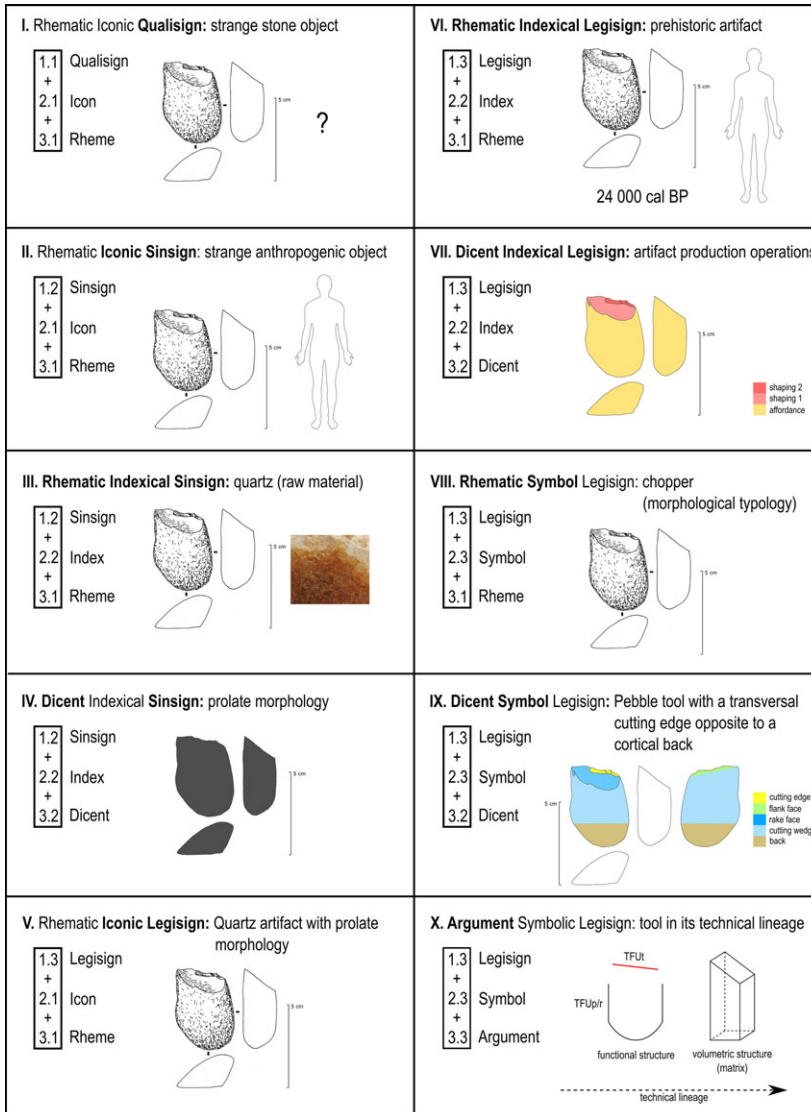 I. Rhematic Iconic Qualisign: strange stone object
1.1 Qualisign
+
2.1 Icon
+
3.1 Rheme
5 cm
?
II. Rhematic Iconic Sinsign: strange anthropogenic object
1.2 Sinsign
+
2.1 Icon
+
3.1 Rheme
5 cm
III. Rhematic Indexical Sinsign: quartz (raw material)
1.2 Sinsign
+
2.2 Index
+
3.1 Rheme
5 cm
IV. Dicent Indexical Sinsign: prolate morphology
1.2 Sinsign
+
2.2 Index
+
3.2 Dicent
5 cm
V. Rhematic Iconic Legisign: Quartz artifact with prolate
morphology
1.3 Legisign
+
2.1 Icon
+
3.1 Rheme
5 cm
VI. Rhematic Indexical Legisign: prehistoric artifact
1.3 Legisign
+
2.2 Index
+
3.1 Rheme
5 cm
24 000 cal BP
VII. Dicent Indexical Legisign: artifact production operations
1.3 Legisign
+
2.2 Index
+
3.2 Dicent
5 cm
shaping 2
shaping 1
affordance
VIII. Rhematic Symbol Legisign: chopper
(morphological typology)
1.3 Legisign
+
2.3 Symbol
+
3.1 Rheme
5 cm
IX. Dicent Symbol Legisign: Pebble tool with a transversal
cutting edge opposite to a
cortical back
1.3 Legisign
+
2.3 Symbol
+
3.2 Dicent
5 cm
cutting edge
flank face
rake face
cutting wedg
back
X. Argument Symbolic Legisign: tool in its technical lineage
1.3 Legisign
+
2.3 Symbol
+
3.3 Argument
TFUt
TFUp/r
functional structure
volumetric structure
(matrix)
technical lineage